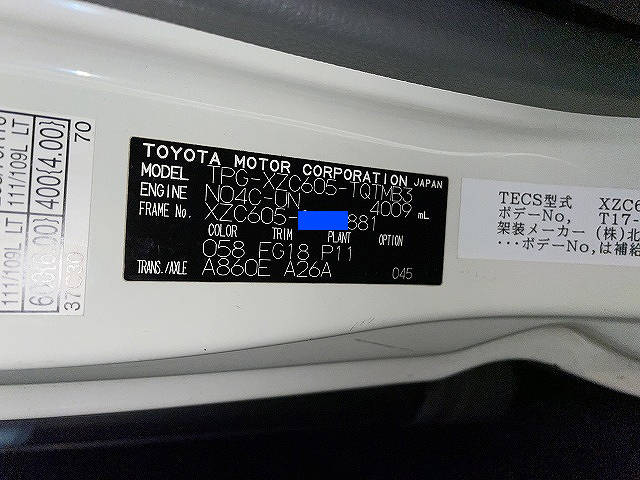 TOYOTA MOTOR CORPORATION JAPAN
MODEL TPG-XZC605-TQTMB3
ENGINE N04C-UN 4009 mL
FRAME No. XZC605- 881
COLOR TRIM PLANT OPTION
058 FG18 P11
TRANS./AXLE A860E A26A 045
TECS型式 XZC6
ボデーNo, T17-
架装メーカー (株)北
…ボデーNo,は補給
111/109L LT 111/109L LT
400(4.00)
70